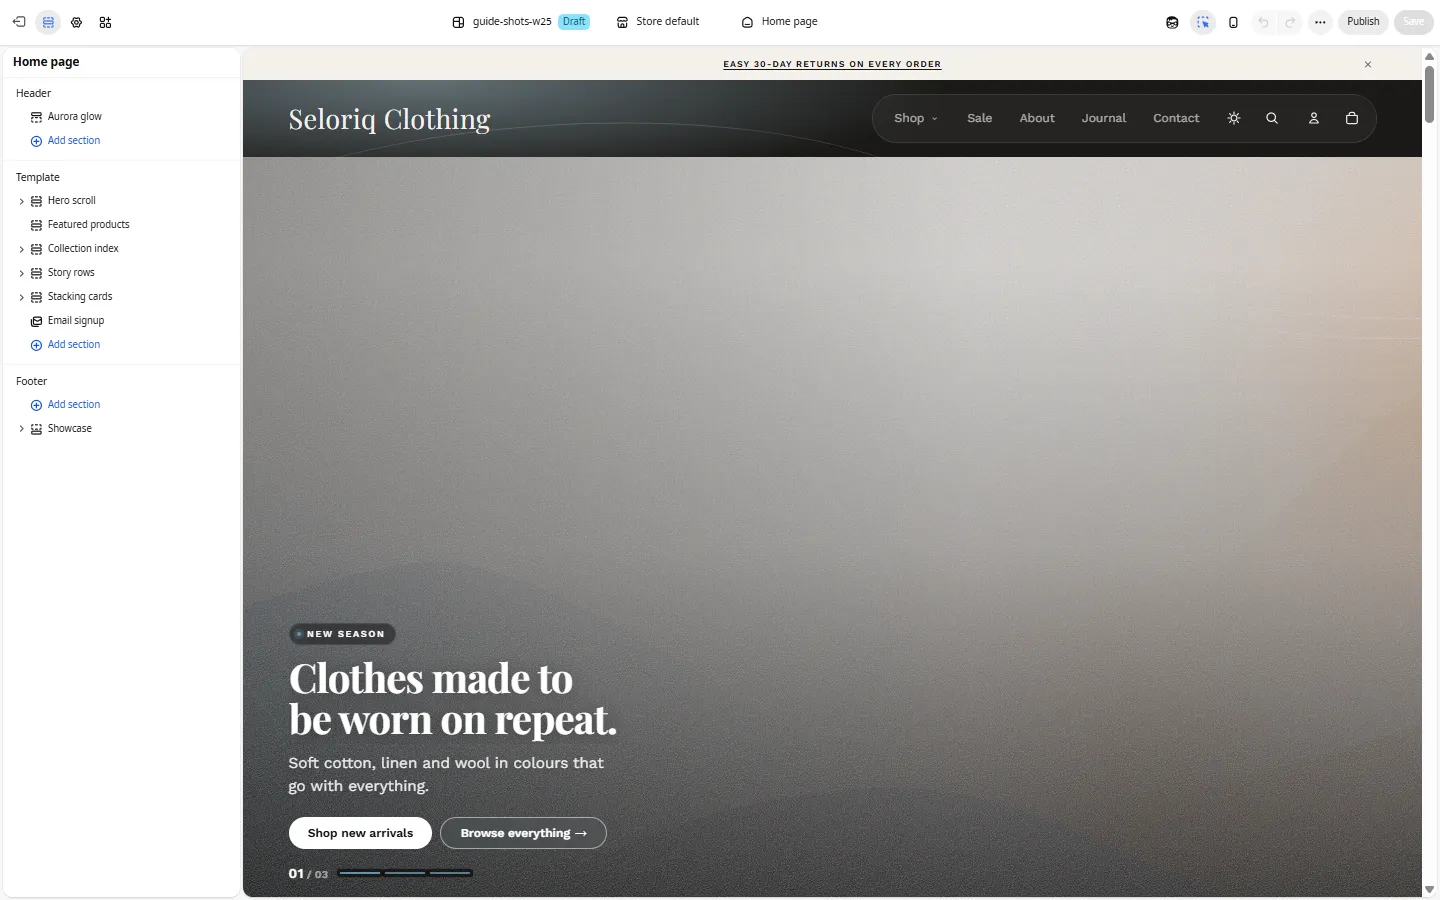 guide-shots-w25 Draft
Store default
Home page
Publish
Save
Home page
Header
Aurora glow
Add section
Template
Hero scroll
Featured products
Collection index
Story rows
Stacking cards
Email signup
Add section
Footer
Add section
Showcase
EASY 30-DAY RETURNS ON EVERY ORDER
Seloriq Clothing
Shop
Sale
About
Journal
Contact
NEW SEASON
Clothes made to
be worn on repeat.
Soft cotton, linen and wool in colours that
go with everything.
Shop new arrivals
Browse everything →
01 / 03